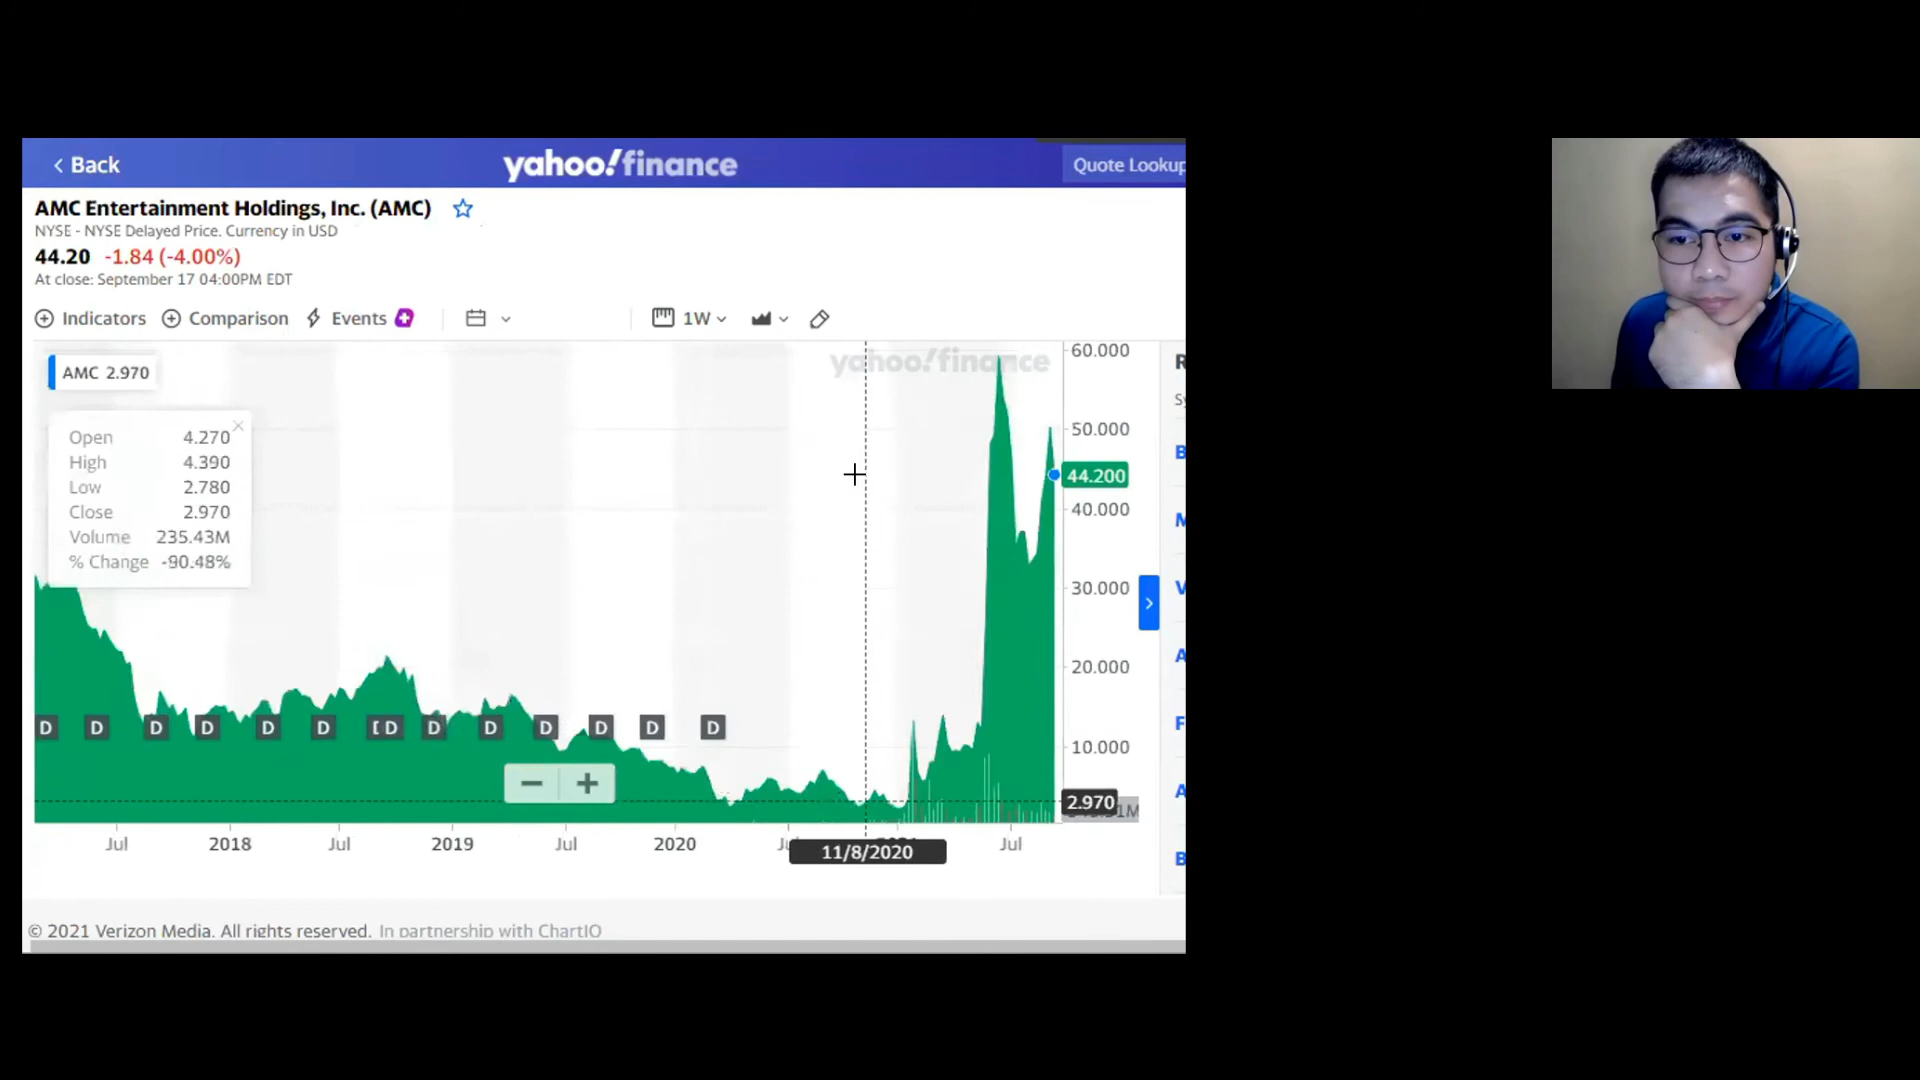 Back
yahoo!finance
Quote Lookup
AMC Entertainment Holdings, Inc. (AMC)
NYSE - NYSE Delayed Price. Currency in USD
44.20 -1.84 (-4.00%)
At close: September 17 04:00PM EDT
Indicators Comparison Events 1W
yahoo!finance
AMC 2.970
Open 4.270
High 4.390
Low 2.780
Close 2.970
Volume 235.43M
% Change -90.48%
60.000
50.000
44.200
40.000
30.000
20.000
10.000
2.970
D D D D D D D D D D D D D
− +
Jul 2018 Jul 2019 Jul 2020 Jul
11/8/2020
Jul
© 2021 Verizon Media. All rights reserved. In partnership with ChartIQ